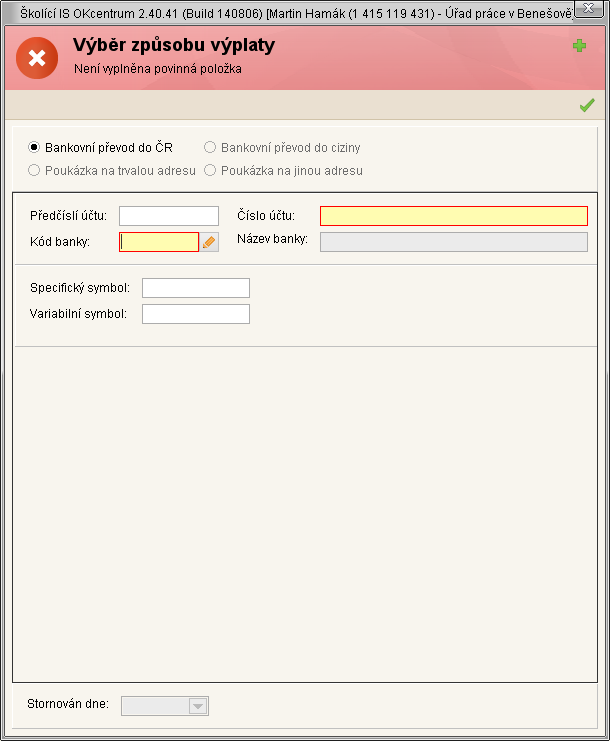 Školící IS OKcentrum 2.40.41 (Build 140806) [Martin Hamák (1 415 119 431) - Úřad práce v Benešově]
Výběr způsobu výplaty
Není vyplněna povinná položka
Bankovní převod do ČR
Bankovní převod do ciziny
Poukázka na trvalou adresu
Poukázka na jinou adresu
Předčíslí účtu:
Číslo účtu:
Kód banky:
Název banky:
Specifický symbol:
Variabilní symbol:
Stornován dne: